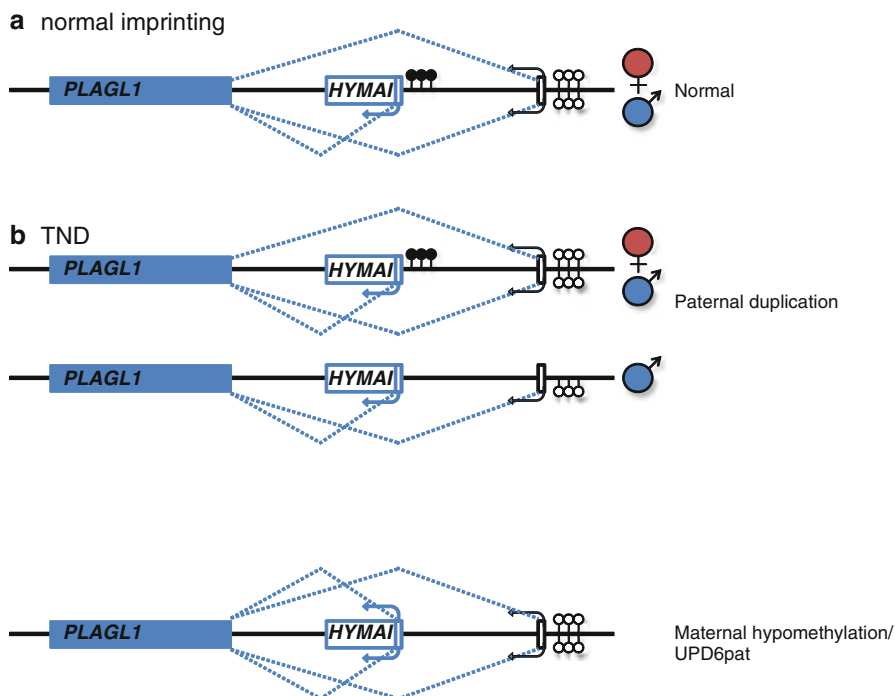 a normal imprinting
PLAGL1 HYMAI Normal
b TND
PLAGL1 HYMAI
Paternal duplication
PLAGL1 HYMAI
PLAGL1 HYMAI
Maternal hypomethylation/
UPD6pat